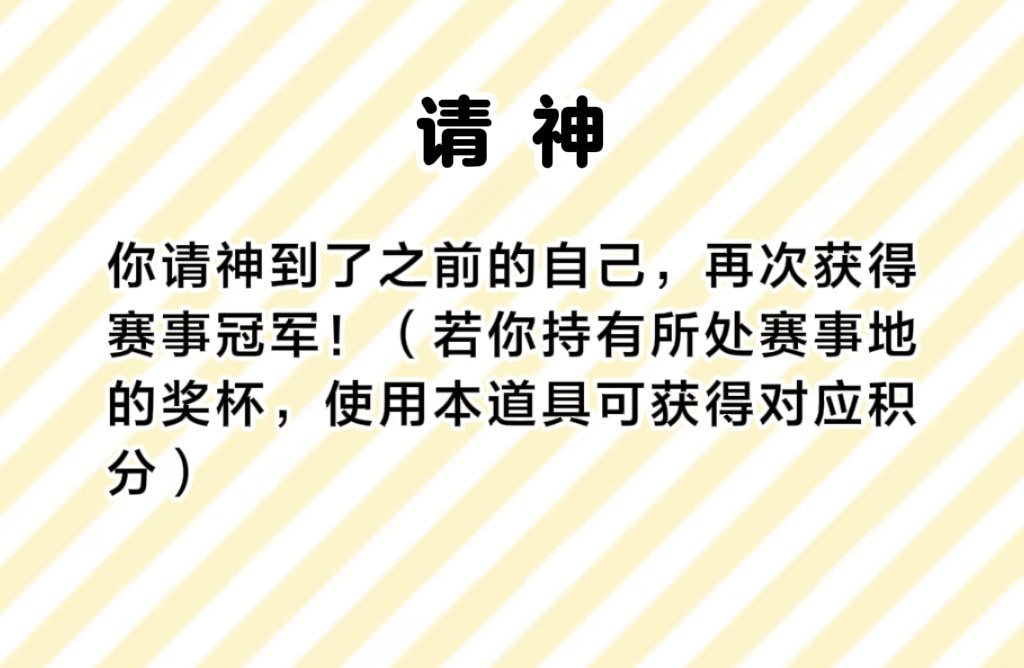 请 神
你请神到了之前的自己，再次获得
赛事冠军！（若你持有所处赛事地
的奖杯，使用本道具可获得对应积
分）